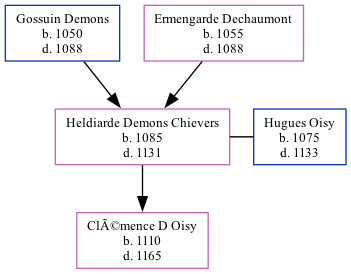 Gossuin Demons
b. 1050
d. 1088
Ermengarde Dechaumont
b. 1055
d. 1088
Heldiarde Demons Chievers
b. 1085
d. 1131
Hugues Oisy
b. 1075
d. 1133
ClÃ©mence D Oisy
b. 1110
d. 1165